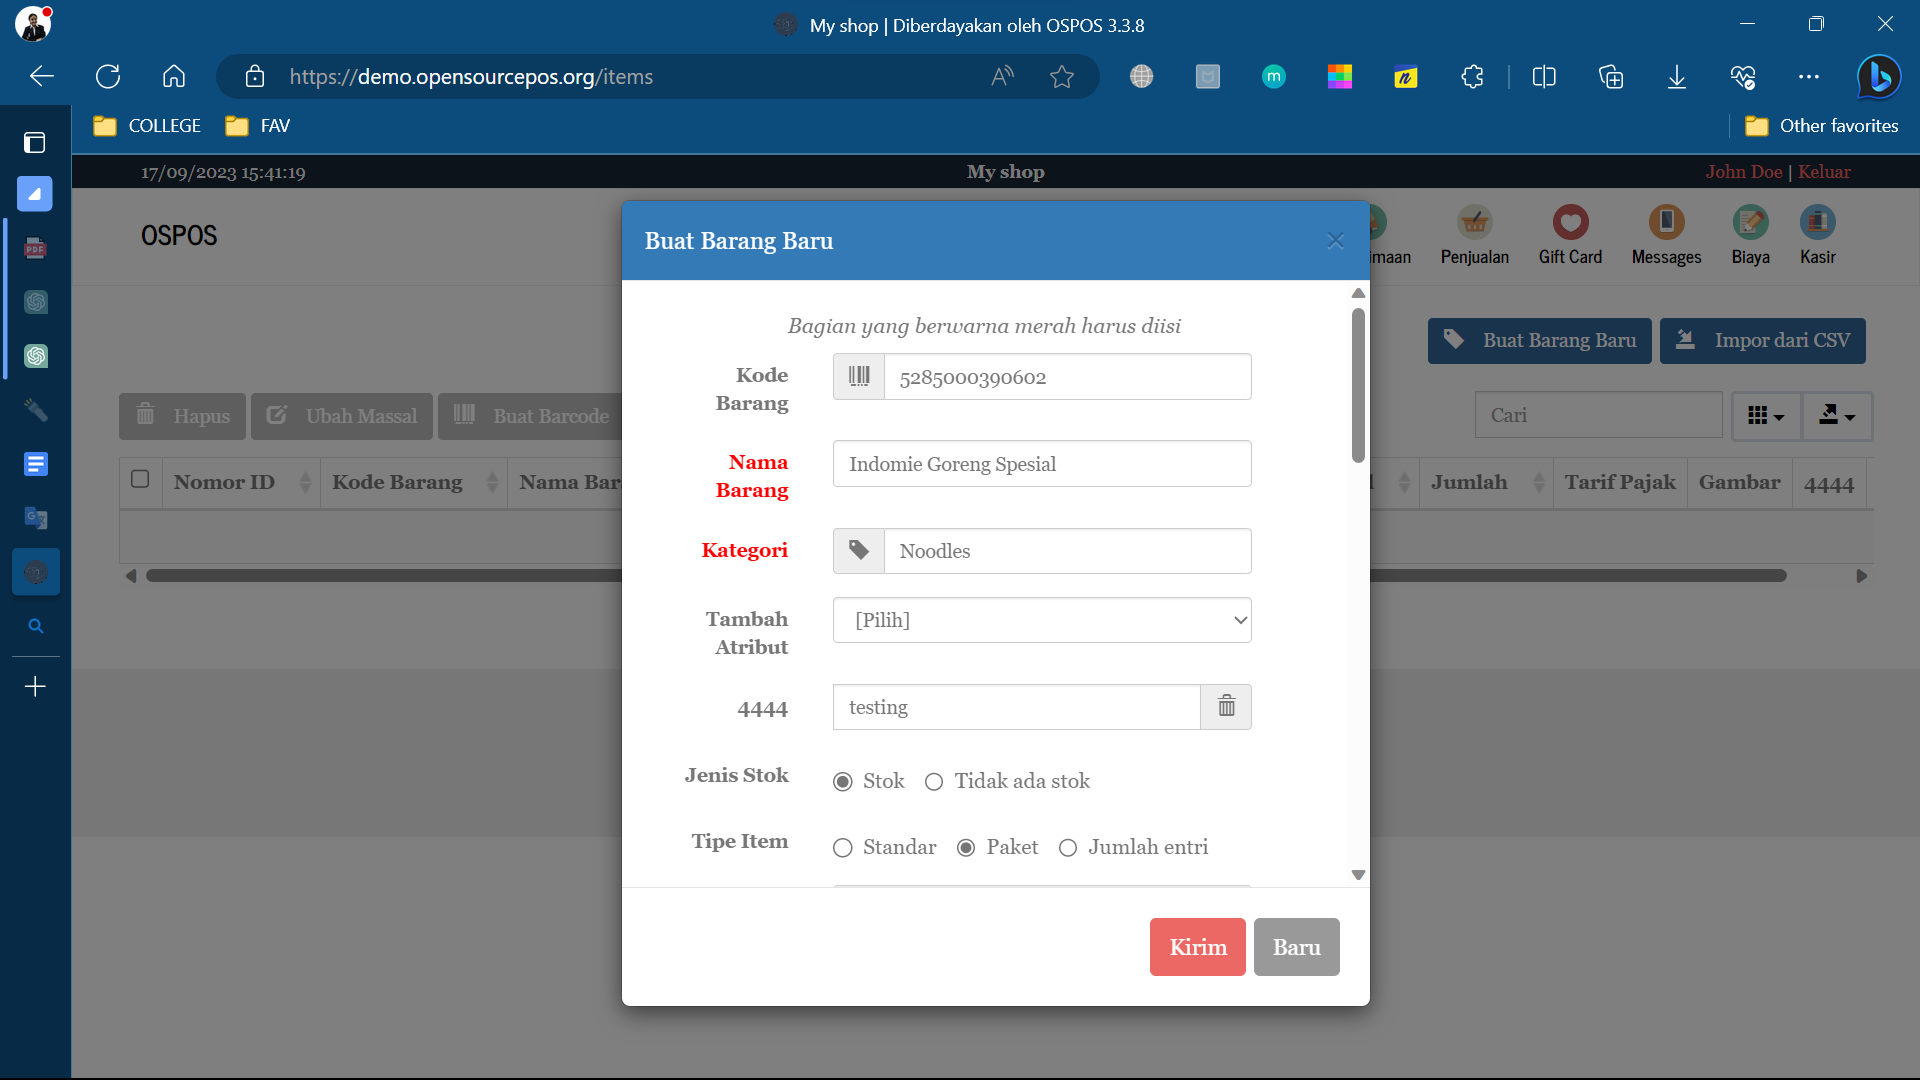 My shop | Diberdayakan oleh OSPOS 3.3.8
https://demo.opensourcepos.org/items
COLLEGE FAV Other favorites
17/09/2023 15:41:19 My shop John Doe | Keluar
OSPOS
Penjualan Gift Card Messages Biaya Kasir
Buat Barang Baru Impor dari CSV
Hapus Ubah Massal Buat Barcode Cari
Nomor ID Kode Barang Nama Bar Jumlah Tarif Pajak Gambar 4444
Buat Barang Baru
Bagian yang berwarna merah harus diisi
Kode Barang 5285000390602
Nama Barang Indomie Goreng Spesial
Kategori Noodles
Tambah Atribut [Pilih]
4444 testing
Jenis Stok Stok Tidak ada stok
Tipe Item Standar Paket Jumlah entri
Kirim Baru